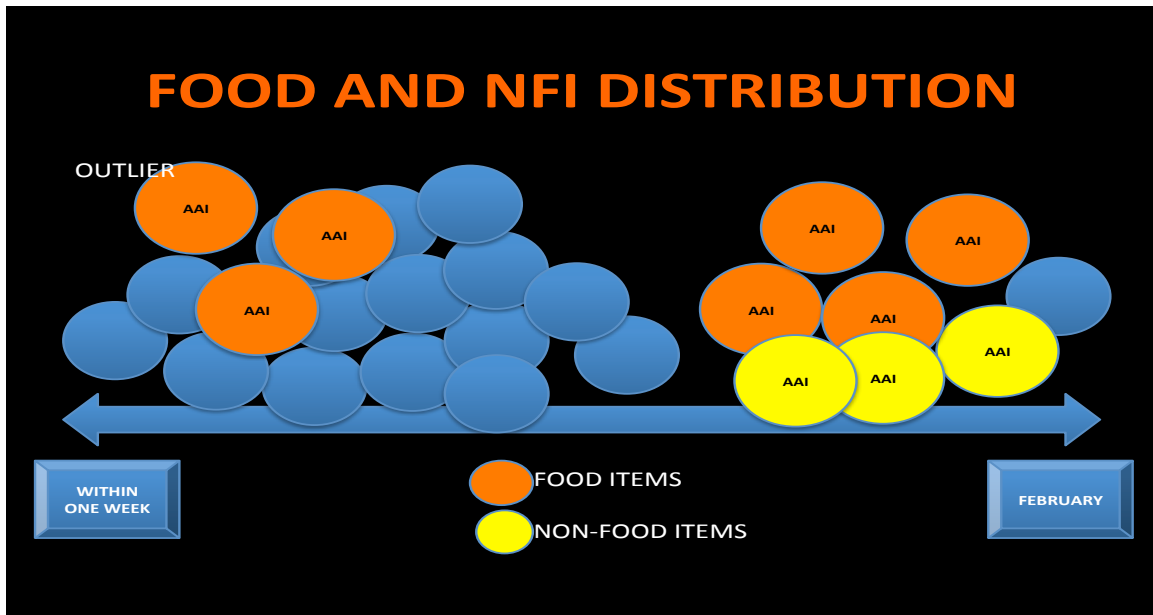 FOOD AND NFI DISTRIBUTION
OUTLIER
AAI
AAI
AAI
AAI
AAI
AAI
AAI
AAI
AAI
AAI
WITHIN
ONE WEEK
FOOD ITEMS
NON-FOOD ITEMS
FEBRUARY